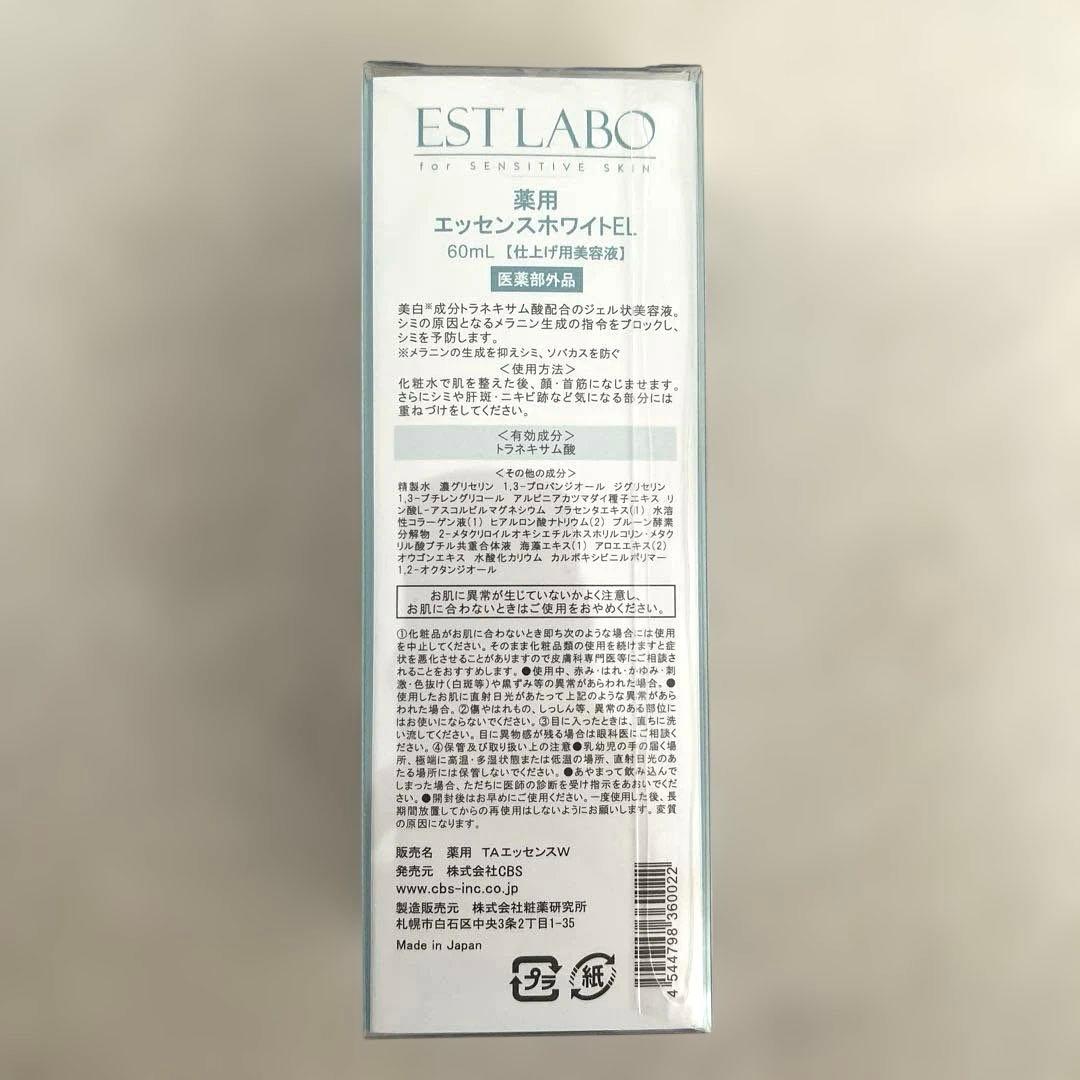 EST LABO
for SENSITIVE SKIN
薬用
エッセンスホワイトEL
60mL【仕上げ用美容液】
医薬部外品
美白※成分トラネキサム酸配合のジェル状美容液。
シミの原因となるメラニン生成の指令をブロックし、
シミを予防します。
※メラニンの生成を抑えシミ、ソバカスを防ぐ
＜使用方法＞
化粧水で肌を整えた後、顔・首筋になじませます。
さらにシミや肝斑・ニキビ跡など気になる部分には
重ねづけをしてください。
＜有効成分＞
トラネキサム酸
＜その他の成分＞
精製水 濃グリセリン 1,3-プロパンジオール ジグリセリン
1,3-ブチレングリコール アルピニアカツマダイ種子エキス リ
ン酸L-アスコルビルマグネシウム プラセンタエキス(1) 水溶
性コラーゲン液(1) ヒアルロン酸ナトリウム(2) プルーン酵素
分解物 2-メタクリロイルオキシエチルホスホリルコリン・メタク
リル酸ブチル共重合体液 海藻エキス(1) アロエエキス(2)
オウゴンエキス 水酸化カリウム カルボキシビニルポリマー
1,2-オクタンジオール
お肌に異常が生じていないかよく注意し、
お肌に合わないときはご使用をおやめください。
①化粧品がお肌に合わないとき即ち次のような場合には使用
を中止してください。そのまま化粧品類の使用を続けますと症
状を悪化させることがありますので皮膚科専門医等にご相談さ
れることをおすすめします。●使用中、赤み・はれ・かゆみ・刺
激・色抜け(白斑等)や黒ずみ等の異常があらわれた場合。●
使用したお肌に直射日光があたって上記のような異常があら
われた場合。②傷やはれもの、しっしん等、異常のある部位に
はお使いにならないでください。③目に入ったときは、直ちに洗
い流してください。目に異物感が残る場合は眼科医にご相談く
ださい。④保管及び取り扱い上の注意●乳幼児の手の届く場
所、極端に高温・多湿状態または低温の場所、直射日光のあ
たる場所には保管しないでください。●あやまって飲み込んで
しまった場合、ただちに医師の診断を受け指示をあおいでくだ
さい。●開封後はお早めにご使用ください。一度使用した後、長
期間放置してからの再使用はしないようにお願いします。変質
の原因になります。
販売名 薬用 TAエッセンスW
発売元 株式会社CBS
www.cbs-inc.co.jp
製造販売元 株式会社粧薬研究所
札幌市白石区中央3条2丁目1-35
Made in Japan
プラ
紙
4 544798 360022